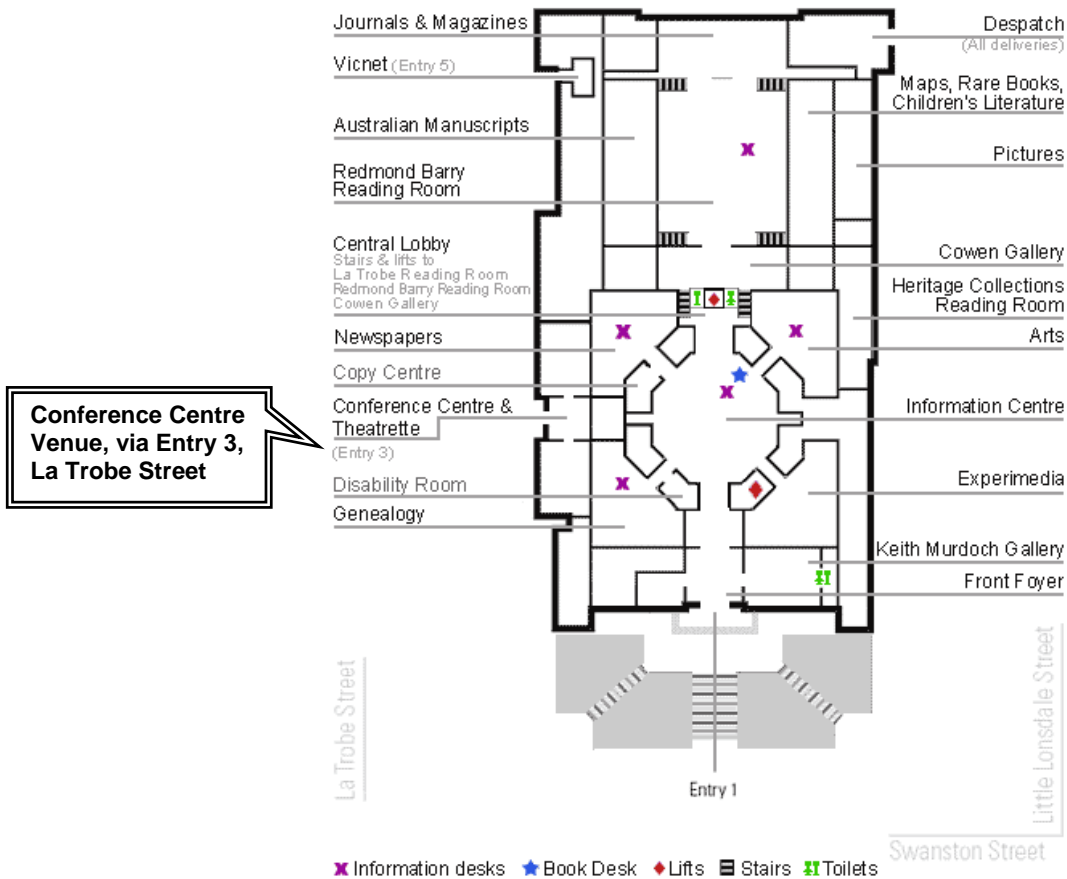 Journals & Magazines
Vicnet (Entry 5)
Australian Manuscripts
Redmond Barry
Reading Room
Central Lobby
Stairs & lifts to
La Trobe Reading Room
Redmond Barry Reading Room
Cowen Gallery
Newspapers
Copy Centre
Conference Centre &
Theatrette
(Entry 3)
Disability Room
Genealogy
Conference Centre
Venue, via Entry 3,
La Trobe Street
Despatch
(All deliveries)
Maps, Rare Books,
Children's Literature
Pictures
Cowen Gallery
Heritage Collections
Reading Room
Arts
Information Centre
Experimedia
Keith Murdoch Gallery
Front Foyer
La Trobe Street
Entry 1
Little Lonsdale Street
Swanston Street
Information desks Book Desk Lifts Stairs Toilets